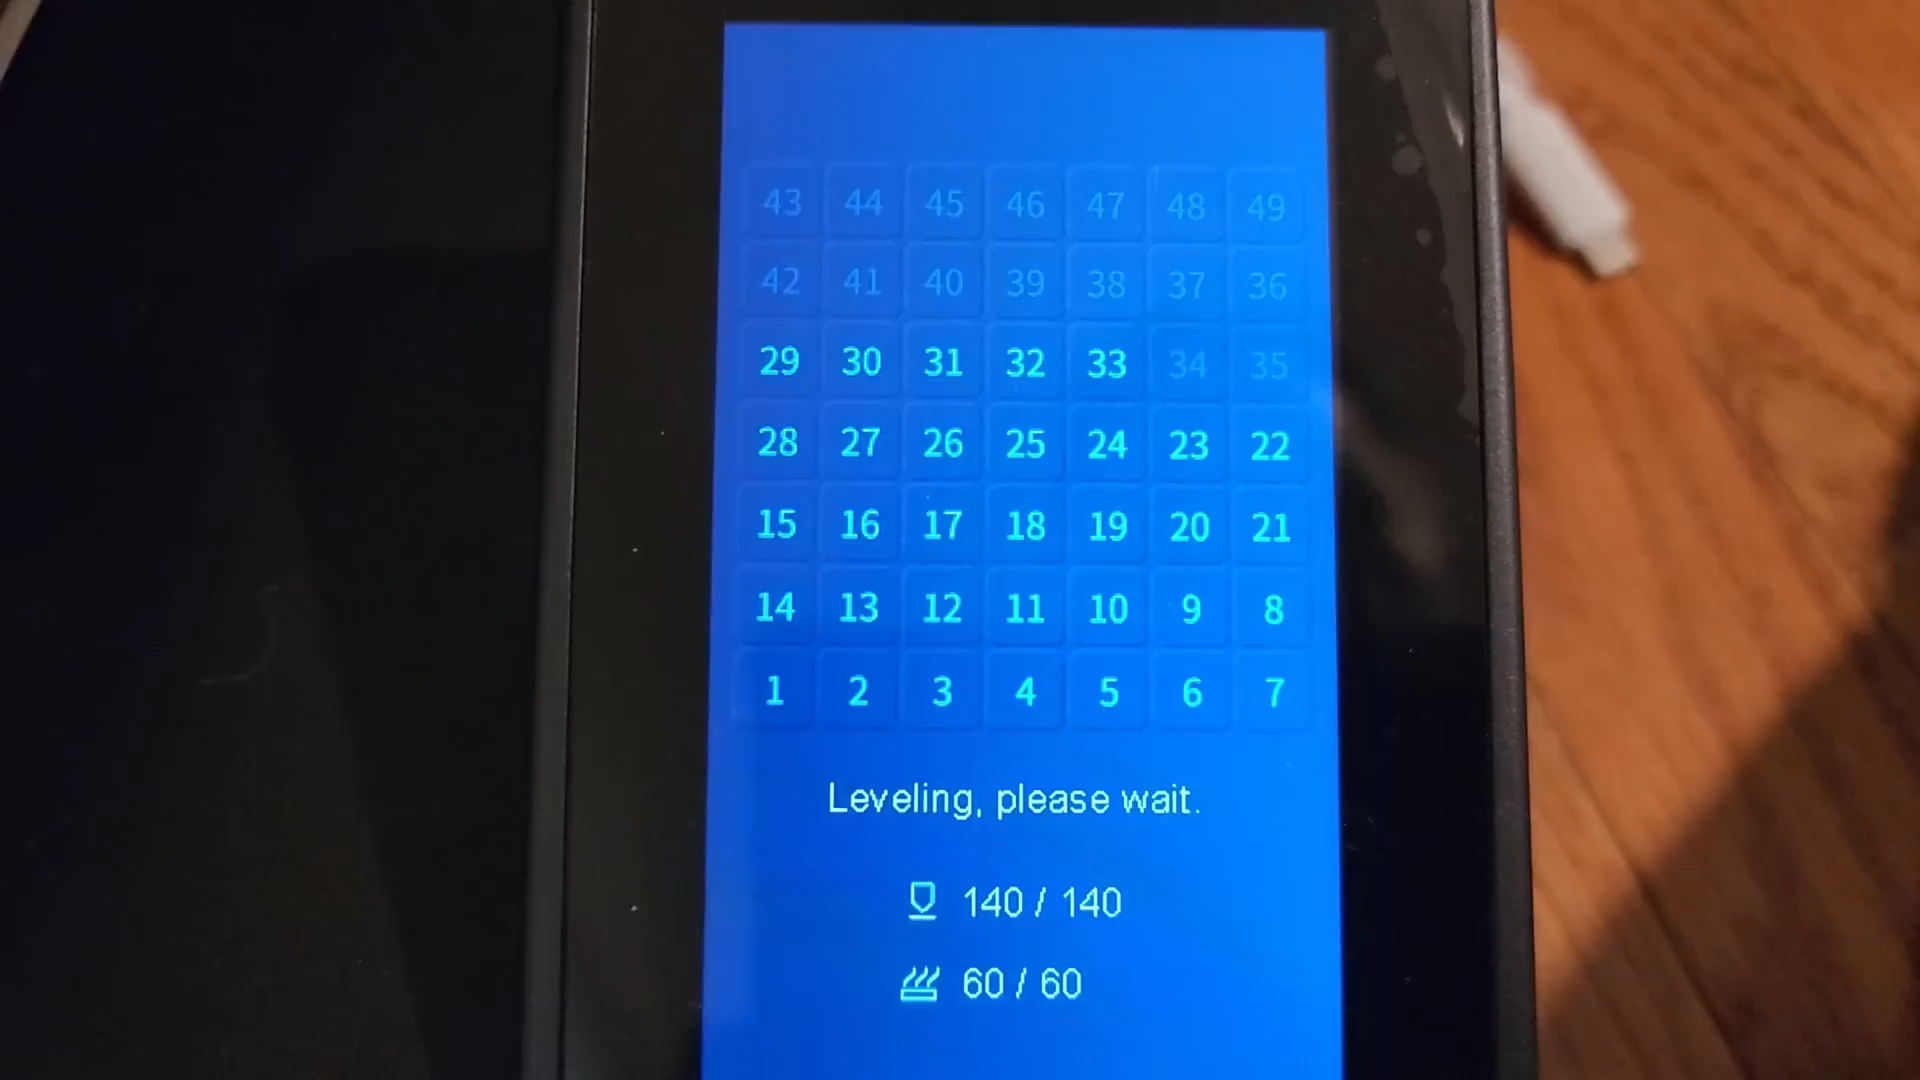 43 44 45 46 47 48 49
42 41 40 39 38 37 36
29 30 31 32 33 34 35
28 27 26 25 24 23 22
15 16 17 18 19 20 21
14 13 12 11 10 9 8
1 2 3 4 5 6 7
Leveling, please wait.
140 / 140
60 / 60